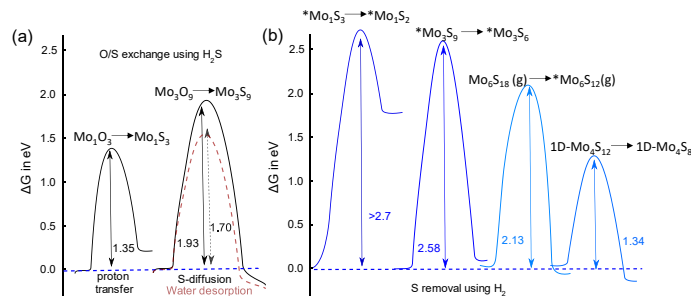 (a)
O/S exchange using H₂S
Mo₃O₉ → Mo₃S₉
Mo₁O₃ → Mo₁S₃
ΔG in eV
2.5
2.0
1.5
1.0
0.5
0.0
1.35
1.93
1.70
proton
transfer
S-diffusion
Water desorption
(b)
*Mo₁S₃ → *Mo₁S₂
*Mo₃S₉ → *Mo₃S₆
Mo₆S₁₈ (g) → *Mo₆S₁₂(g)
1D-Mo₄S₁₂ → 1D-Mo₄S₈
ΔG in eV
2.5
2.0
1.5
1.0
0.5
0.0
>2.7
2.58
2.13
1.34
S removal using H₂